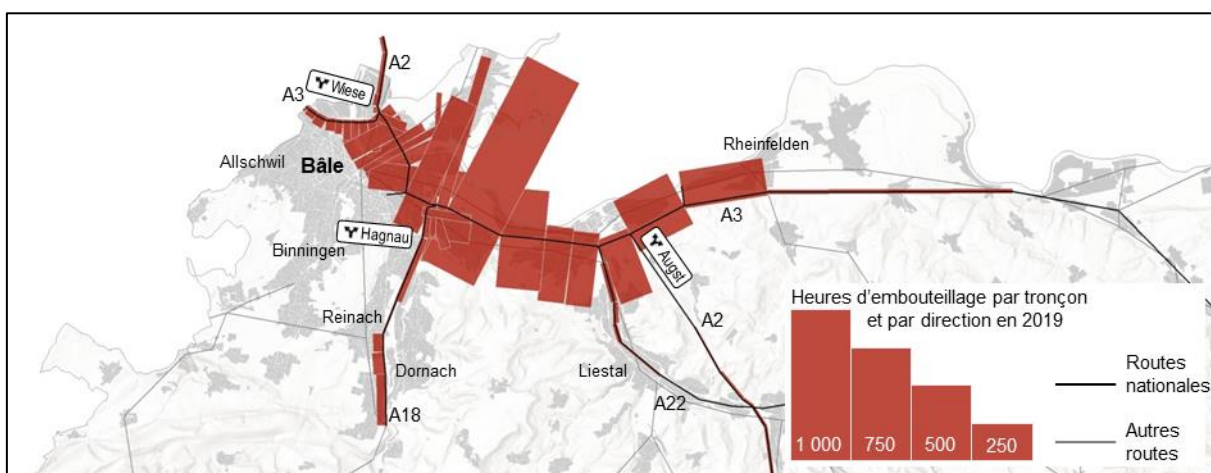 A2
Wiese
A3
Allschwil
Bâle
Rheinfelden
A3
Hagnau
Binningen
Augst
Reinach
A2
Dornach
Liestal
A22
A18
Heures d'embouteillage par tronçon
et par direction en 2019
1 000
750
500
250
Routes
nationales
Autres
routes